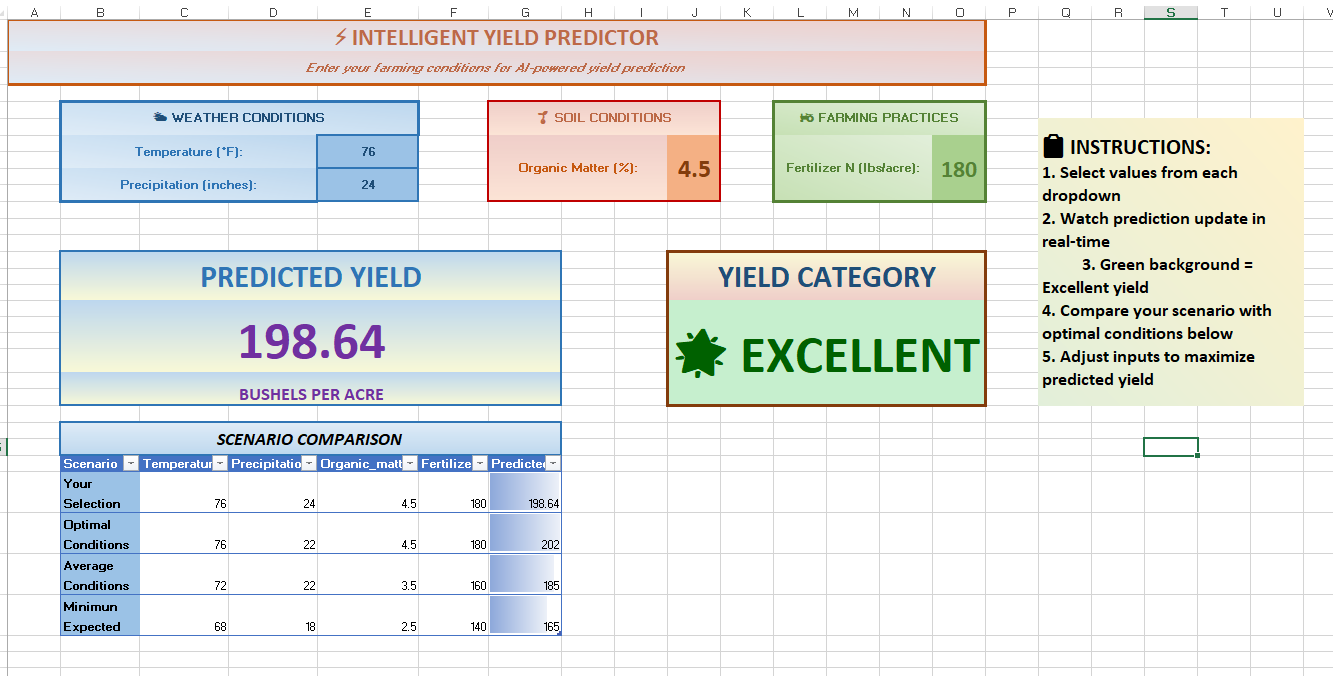 A B C D E F G H I J K L M N O P Q R S T U V
⚡ INTELLIGENT YIELD PREDICTOR
Enter your farming conditions for AI-powered yield prediction
WEATHER CONDITIONS
Temperature (°F): 76
Precipitation (inches): 24
SOIL CONDITIONS
Organic Matter (%): 4.5
FARMING PRACTICES
Fertilizer N (lbs/acre): 180
INSTRUCTIONS:
1. Select values from each
dropdown
2. Watch prediction update in
real-time
3. Green background =
Excellent yield
4. Compare your scenario with
optimal conditions below
5. Adjust inputs to maximize
predicted yield
PREDICTED YIELD
198.64
BUSHELS PER ACRE
YIELD CATEGORY
EXCELLENT
SCENARIO COMPARISON
Scenario Temperatur Precipitatio Organic_matt Fertilize Predicte
Your
Selection 76 24 4.5 180 198.64
Optimal
Conditions 76 22 4.5 180 202
Average
Conditions 72 22 3.5 160 185
Minimun
Expected 68 18 2.5 140 165